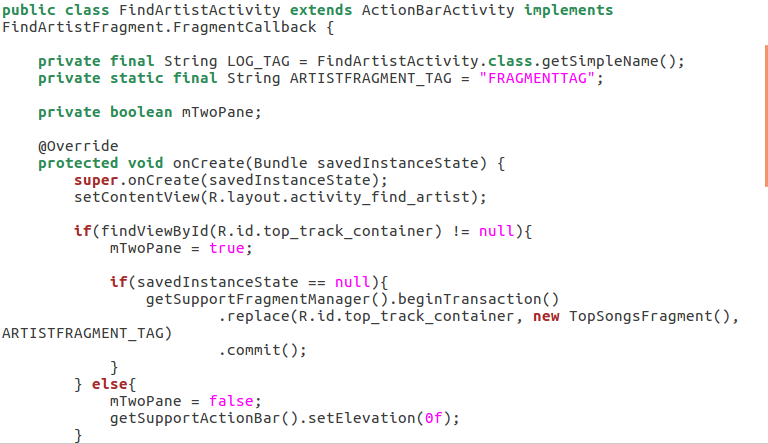 public class FindArtistActivity extends ActionBarActivity implements
FindArtistFragment.FragmentCallback {

    private final String LOG_TAG = FindArtistActivity.class.getSimpleName();
    private static final String ARTISTFRAGMENT_TAG = "FRAGMENTTAG";

    private boolean mTwoPane;

    @Override
    protected void onCreate(Bundle savedInstanceState) {
        super.onCreate(savedInstanceState);
        setContentView(R.layout.activity_find_artist);

        if(findViewById(R.id.top_track_container) != null){
            mTwoPane = true;

            if(savedInstanceState == null){
                getSupportFragmentManager().beginTransaction()
                        .replace(R.id.top_track_container, new TopSongsFragment(),
ARTISTFRAGMENT_TAG)
                        .commit();
            }
        } else{
            mTwoPane = false;
            getSupportActionBar().setElevation(0f);
        }